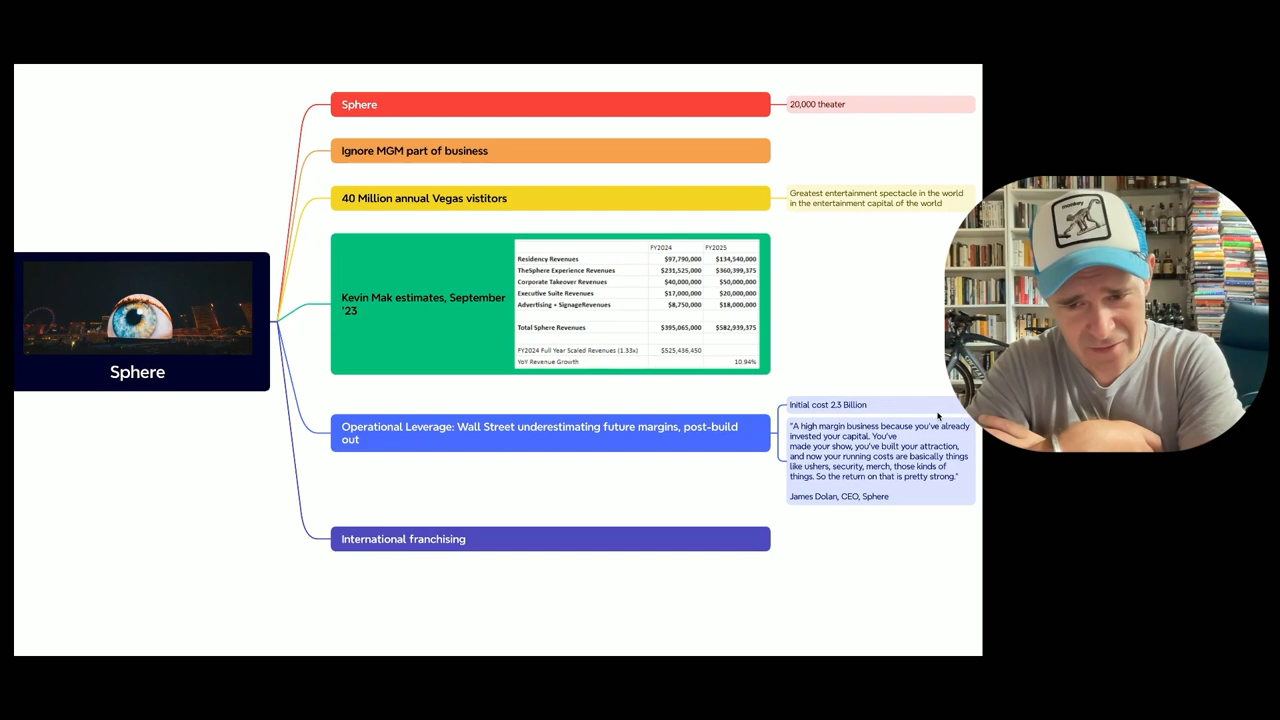 Sphere
20,000 theater
Ignore MGM part of business
40 Million annual Vegas vistitors
Greatest entertainment spectacle in the world
in the entertainment capital of the world
Kevin Mak estimates, September
'23
FY2024 FY2025
Residency Revenues $97,790,000 $134,540,000
TheSphere Experience Revenues $231,525,000 $360,399,375
Corporate Takeover Revenues $40,000,000 $50,000,000
Executive Suite Revenues $17,000,000 $20,000,000
Advertising + SignageRevenues $8,750,000 $18,000,000
Total Sphere Revenues $395,065,000 $582,939,375
FY2024 Full Year Scaled Revenues (1.33x) $525,436,450
YoY Revenue Growth 10.94%
Sphere
Operational Leverage: Wall Street underestimating future margins, post-build
out
Initial cost 2.3 Billion
"A high margin business because you've already
invested your capital. You've
made your show, you've built your attraction,
and now your running costs are basically things
like ushers, security, merch, those kinds of
things. So the return on that is pretty strong."
James Dolan, CEO, Sphere
International franchising
monkey